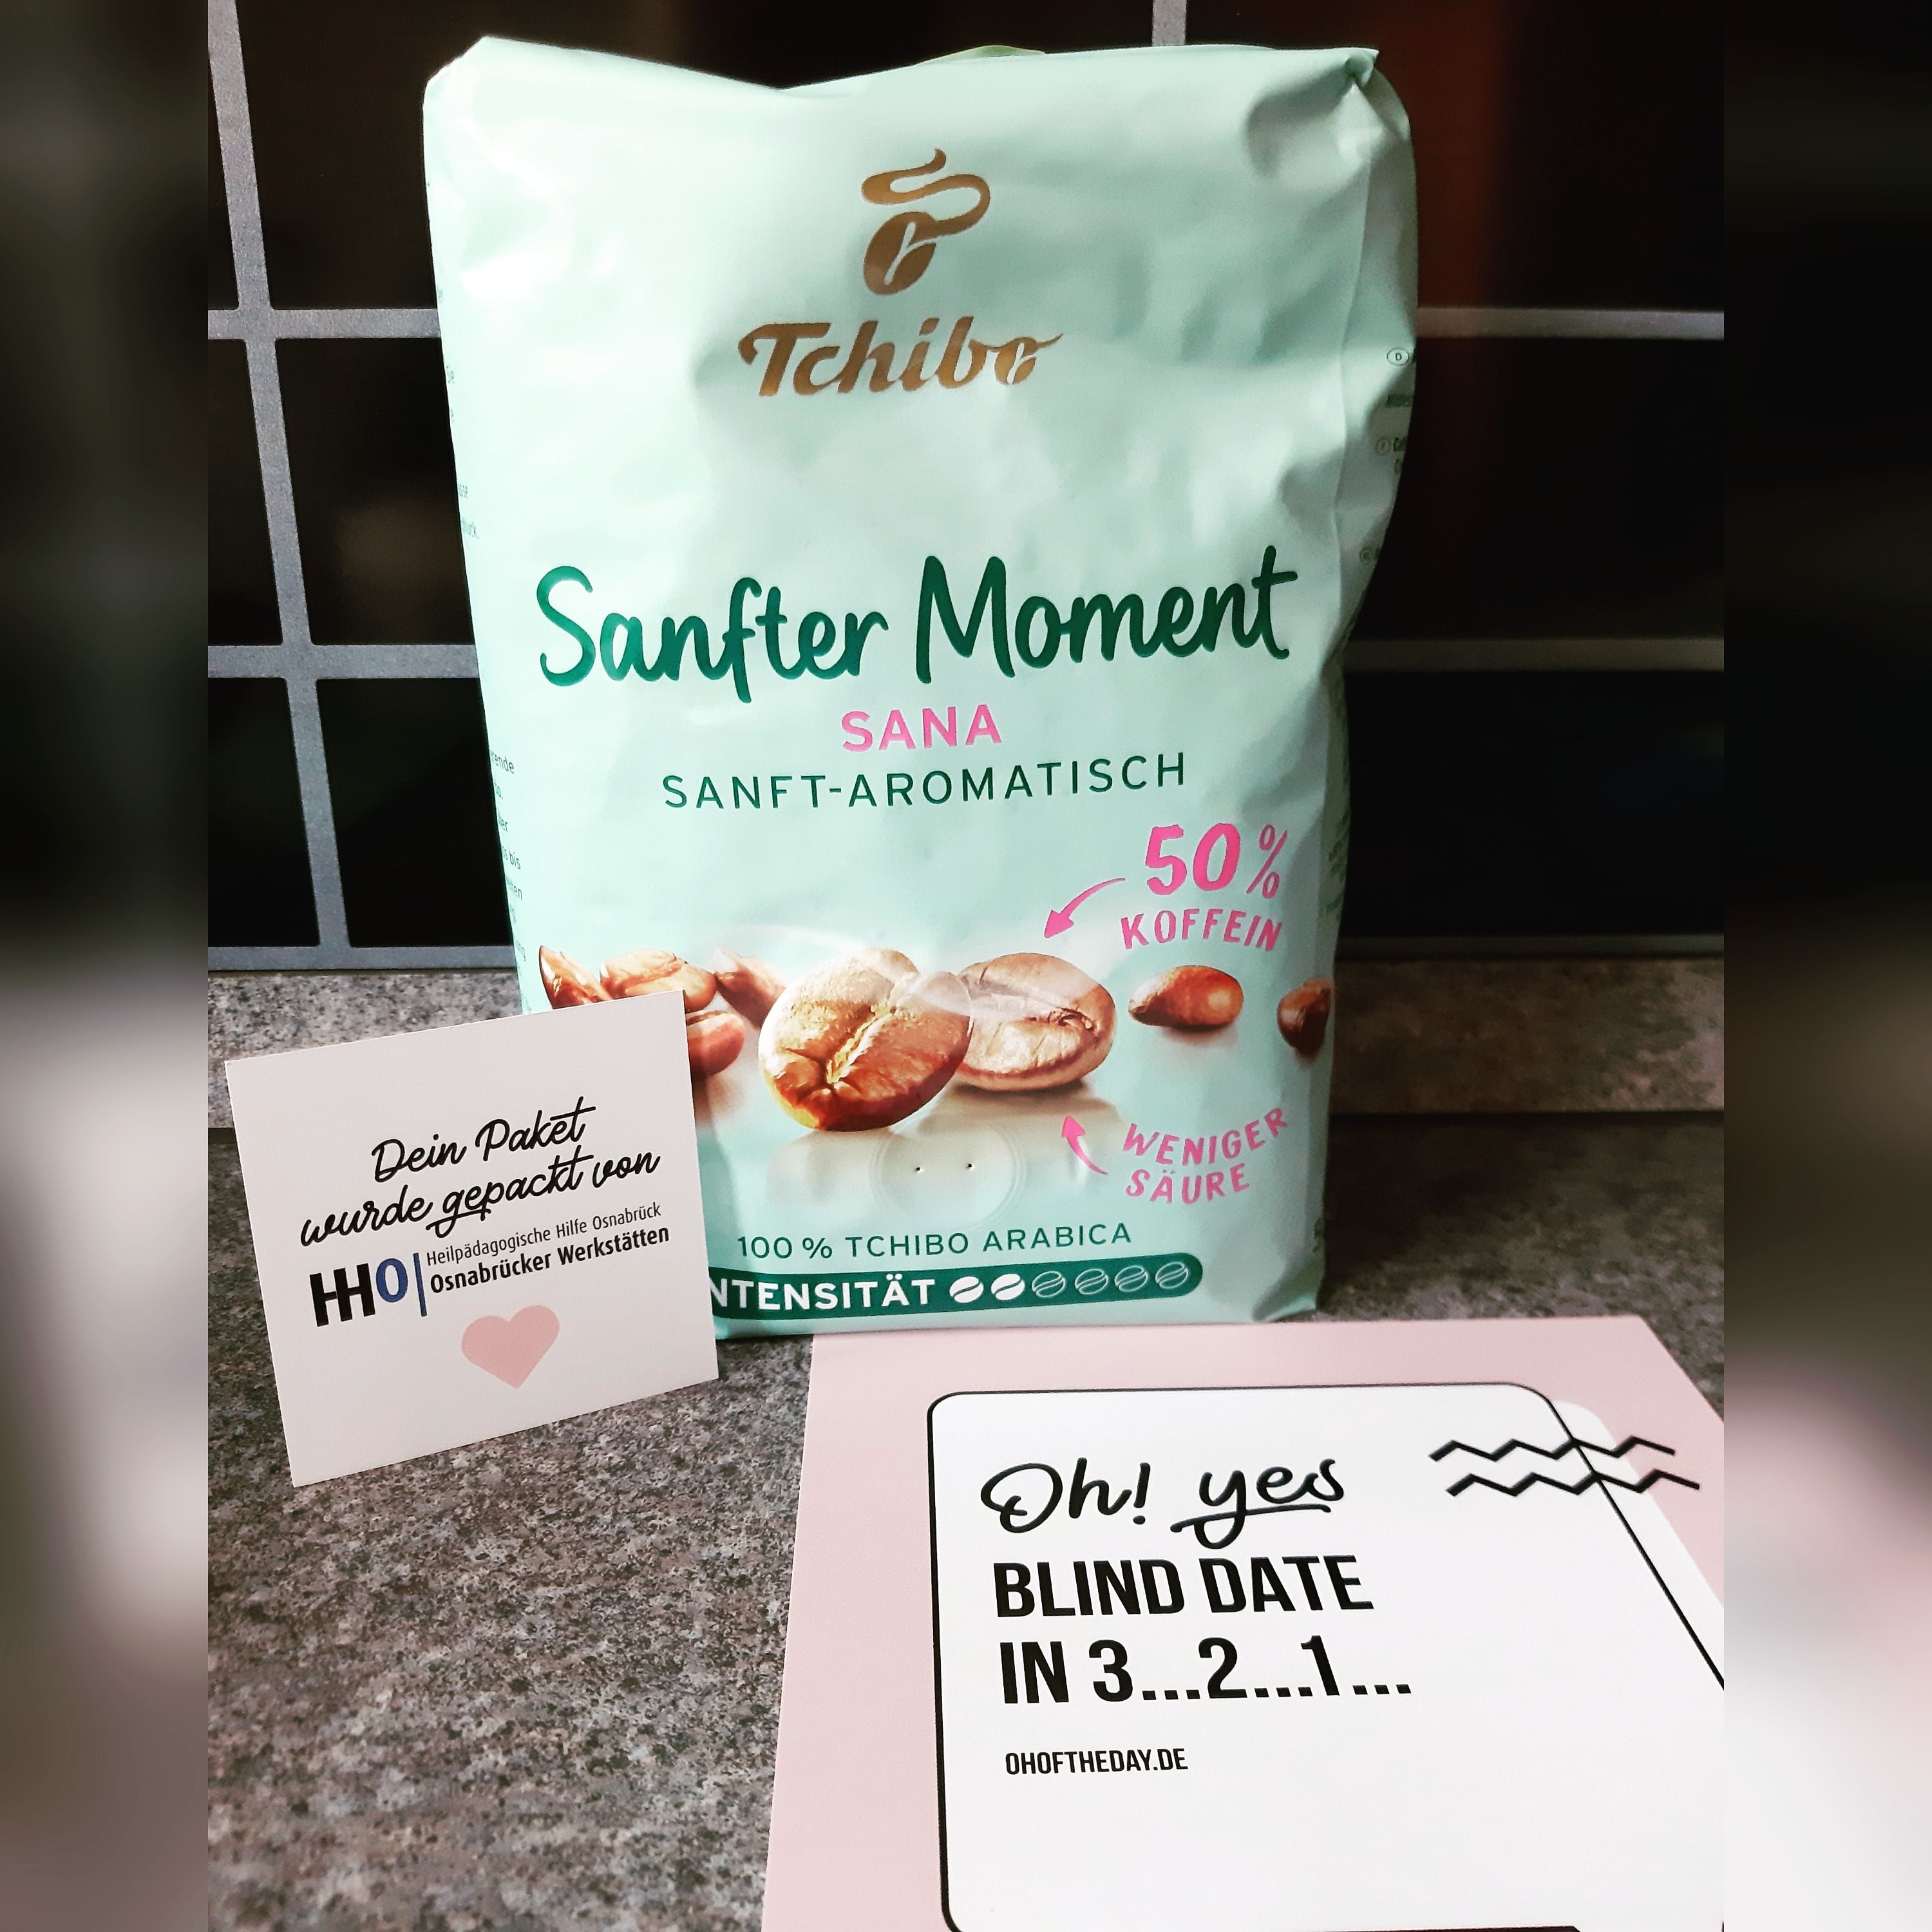 Tchibo
Sanfter Moment
SANA
SANFT-AROMATISCH
50%
KOFFEIN
WENIGER
SÄURE
100 % TCHIBO ARABICA
NTENSITÄT
Dein Paket
wurde gepackt von
HHO
Heilpädagogische Hilfe Osnabrück
Osnabrücker Werkstätten
Oh! yes
BLIND DATE
IN 3...2...1...
OHOFTHEDAY.DE